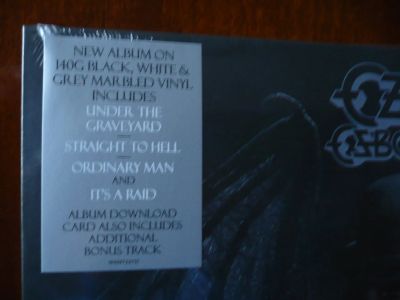 NEW ALBUM ON
140G BLACK, WHITE &
GREY MARBLED VINYL
INCLUDES
UNDER THE
GRAVEYARD
STRAIGHT TO HELL
ORDINARY MAN
AND
IT'S A RAID
ALBUM DOWNLOAD
CARD ALSO INCLUDES
ADDITIONAL
BONUS TRACK